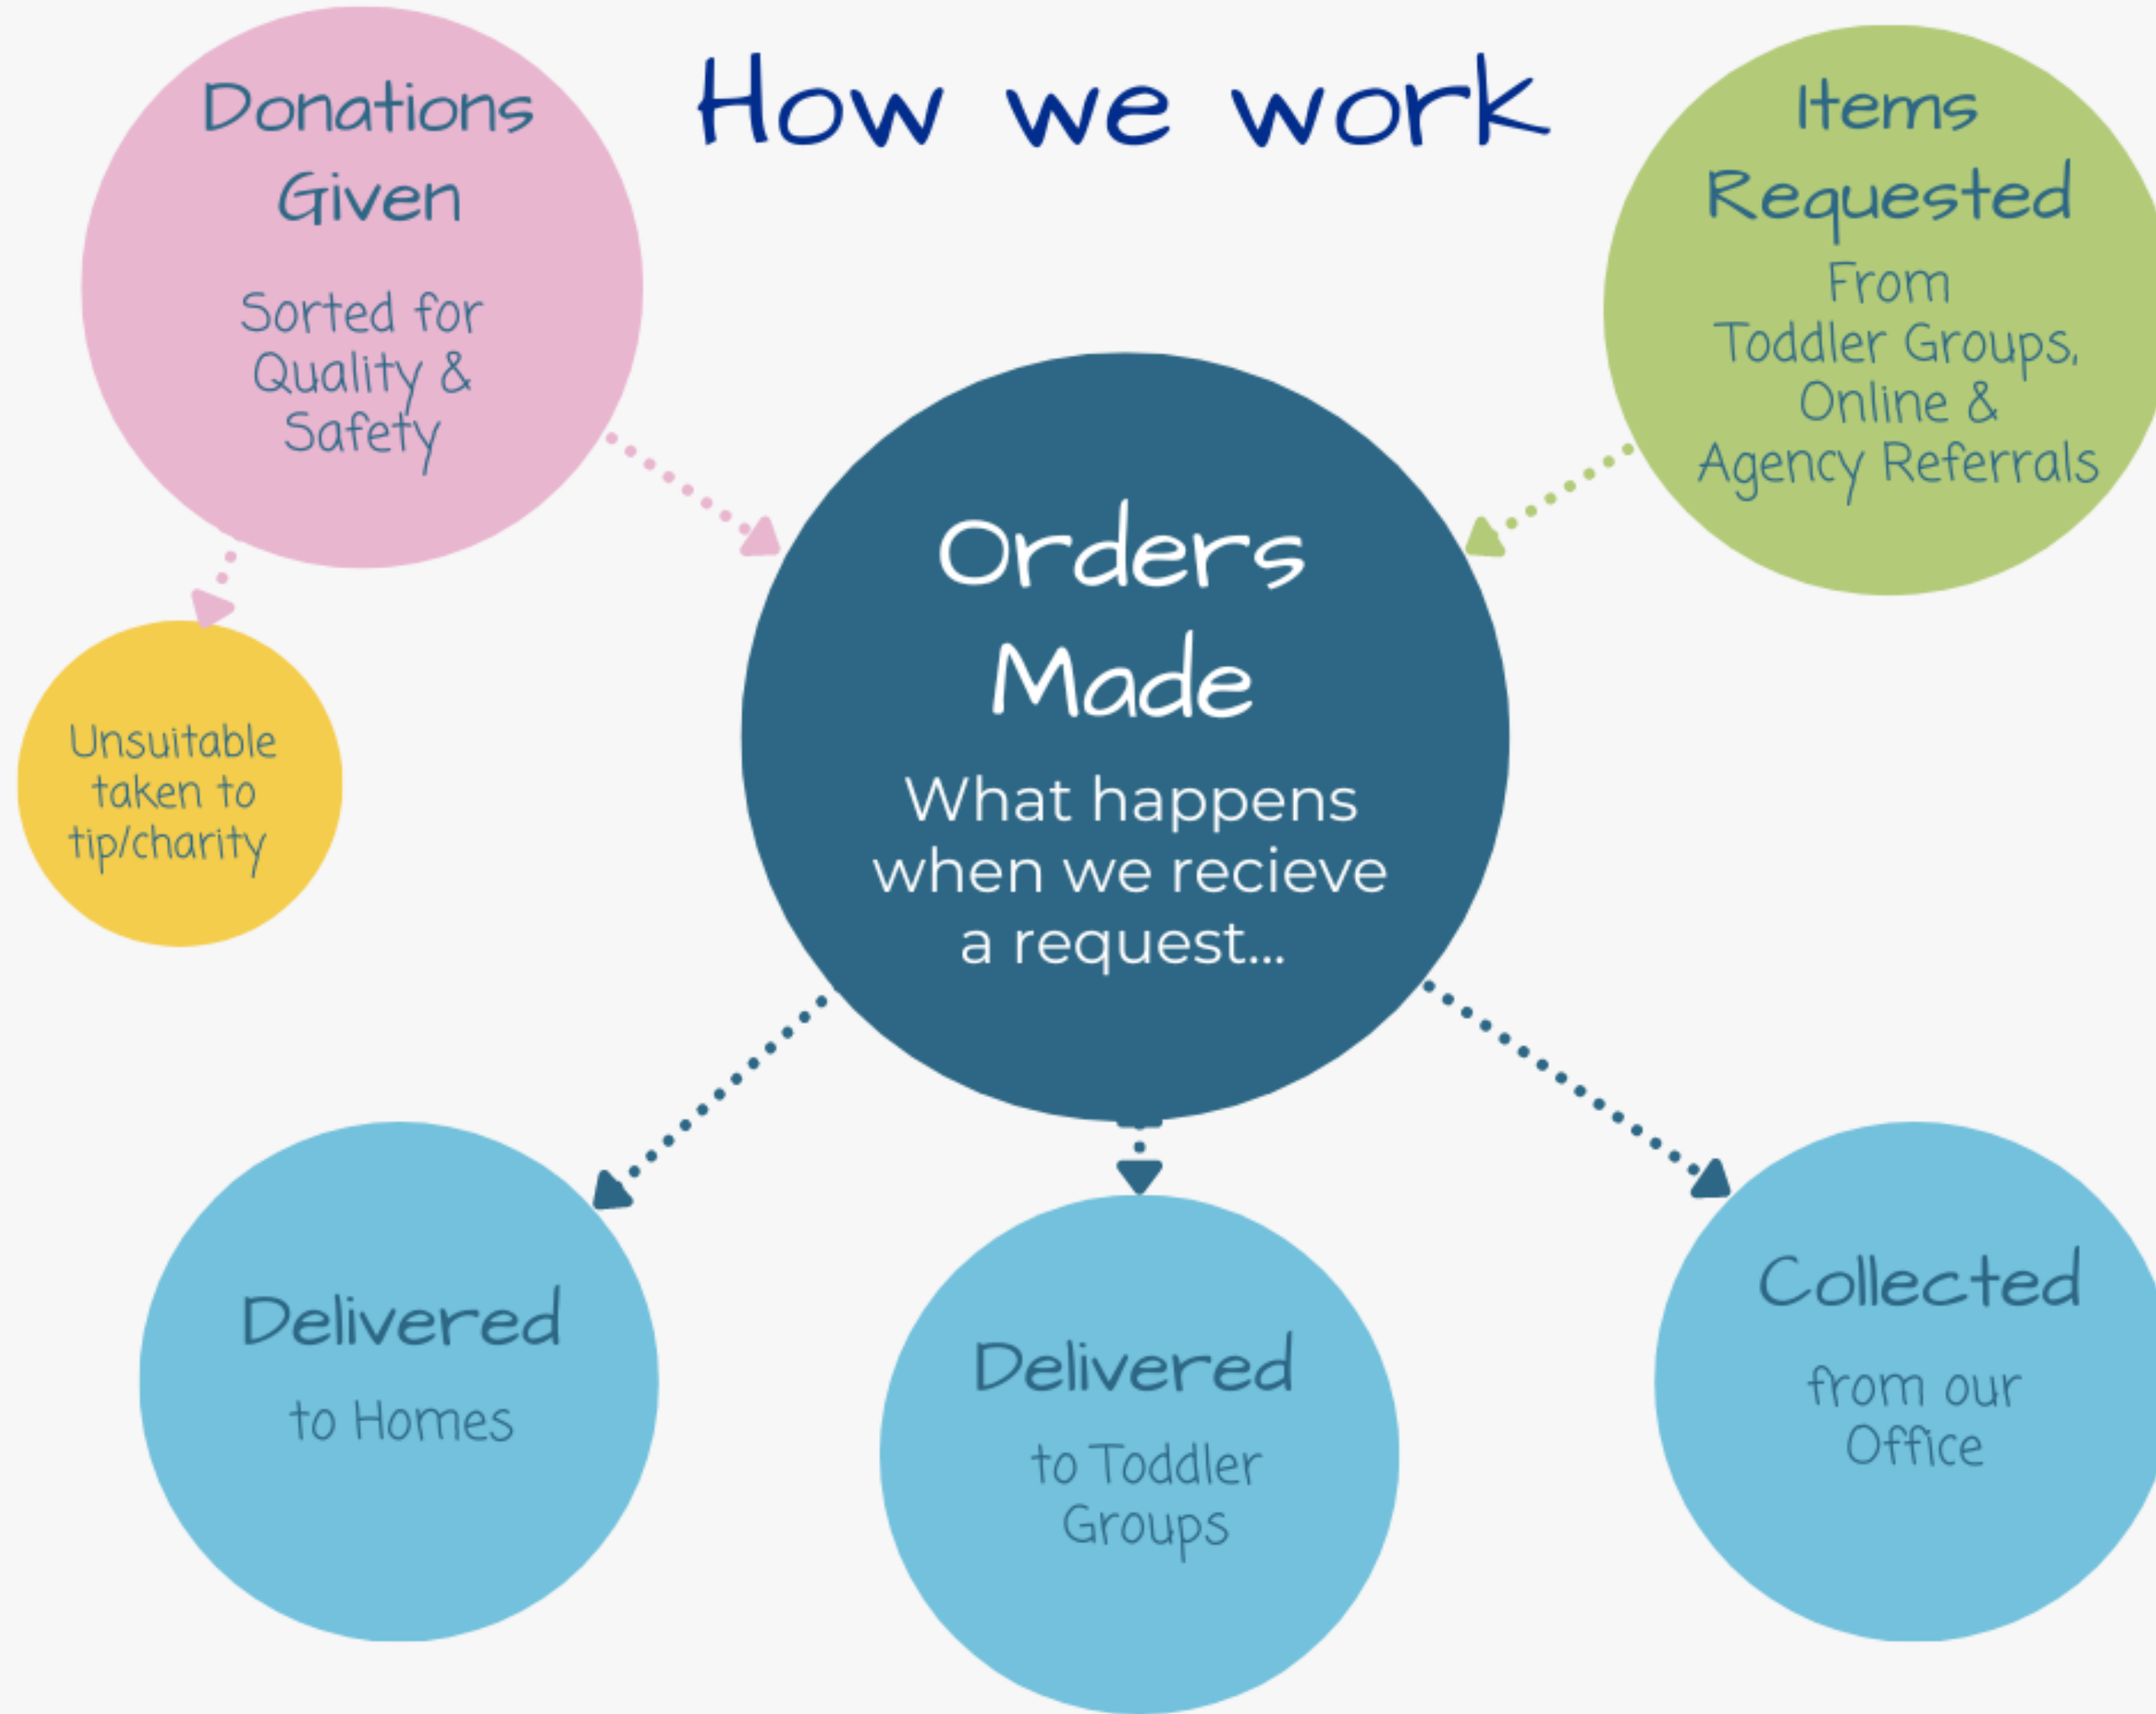 How we work
Donations
Given
Sorted for
Quality &
Safety
Items
Requested
From
Toddler Groups,
Online &
Agency Referrals
Unsuitable
taken to
tip/charity
Orders
Made
What happens
when we recieve
a request...
Delivered
to Homes
Delivered
to Toddler
Groups
Collected
from our
Office